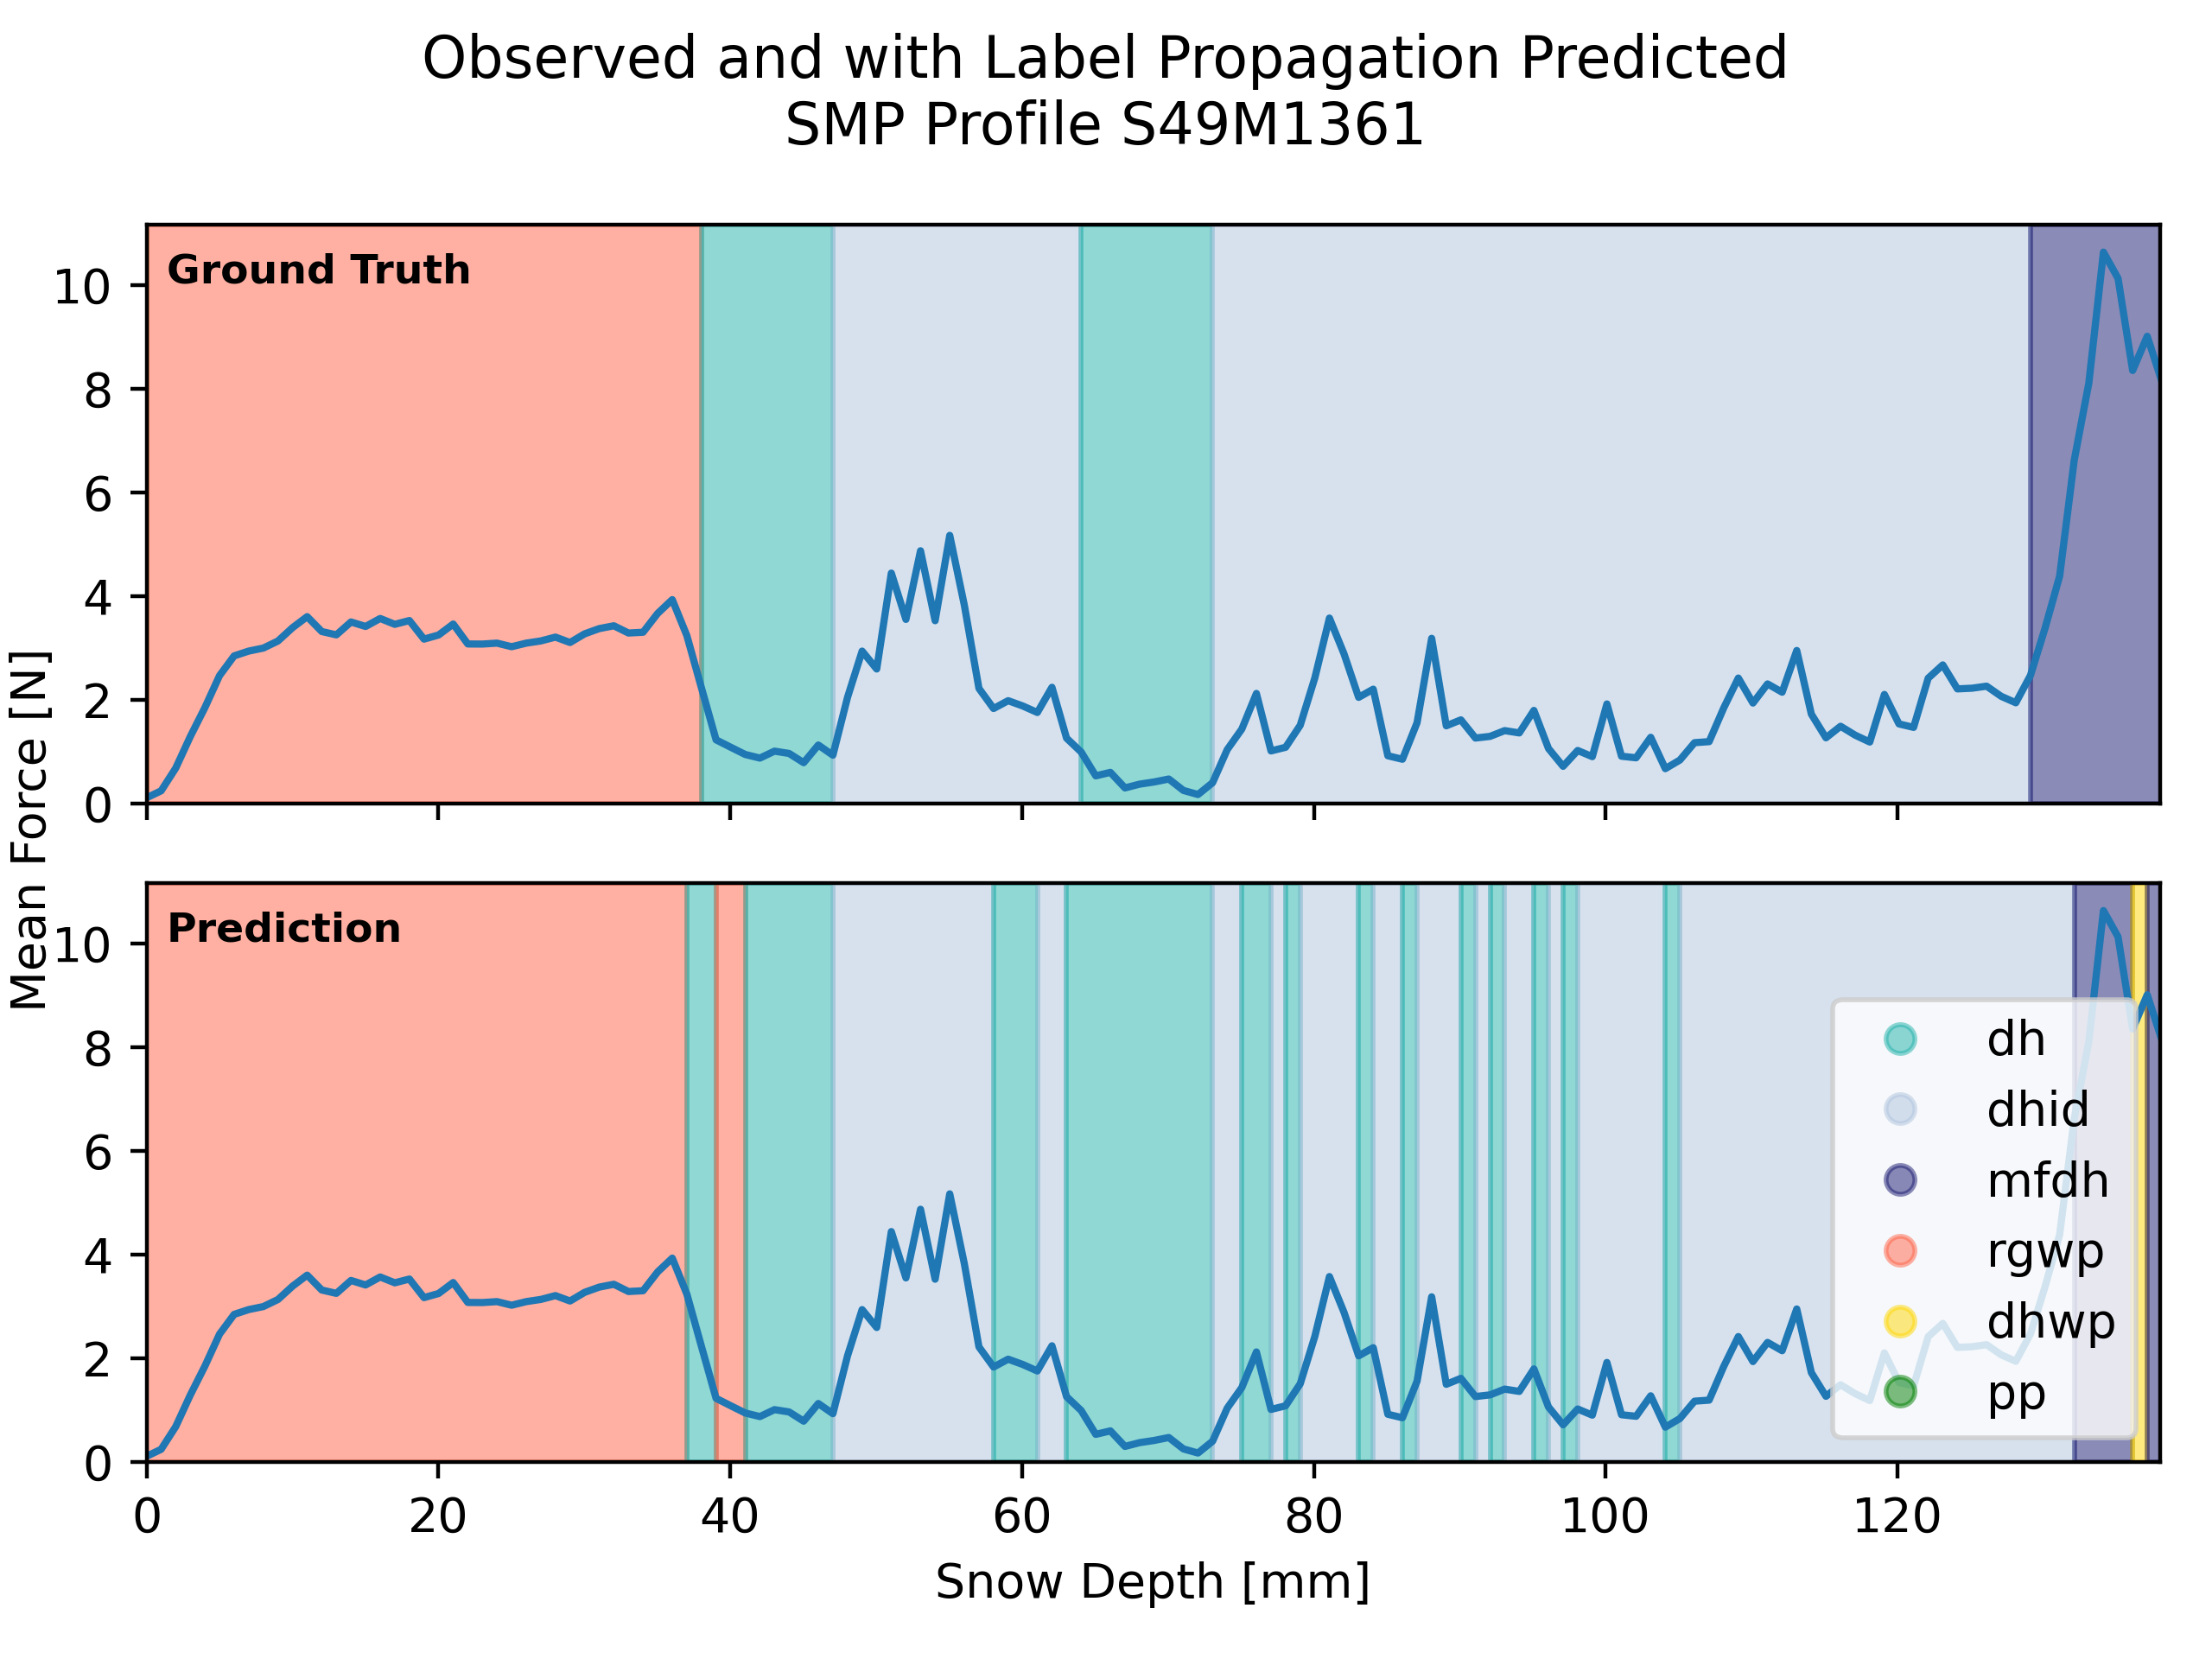 Observed and with Label Propagation Predicted
SMP Profile S49M1361
Mean Force [N]
Ground Truth
10
8
6
4
2
0
Prediction
10
8
6
4
2
0
dh
dhid
mfdh
rgwp
dhwp
pp
0 20 40 60 80 100 120
Snow Depth [mm]